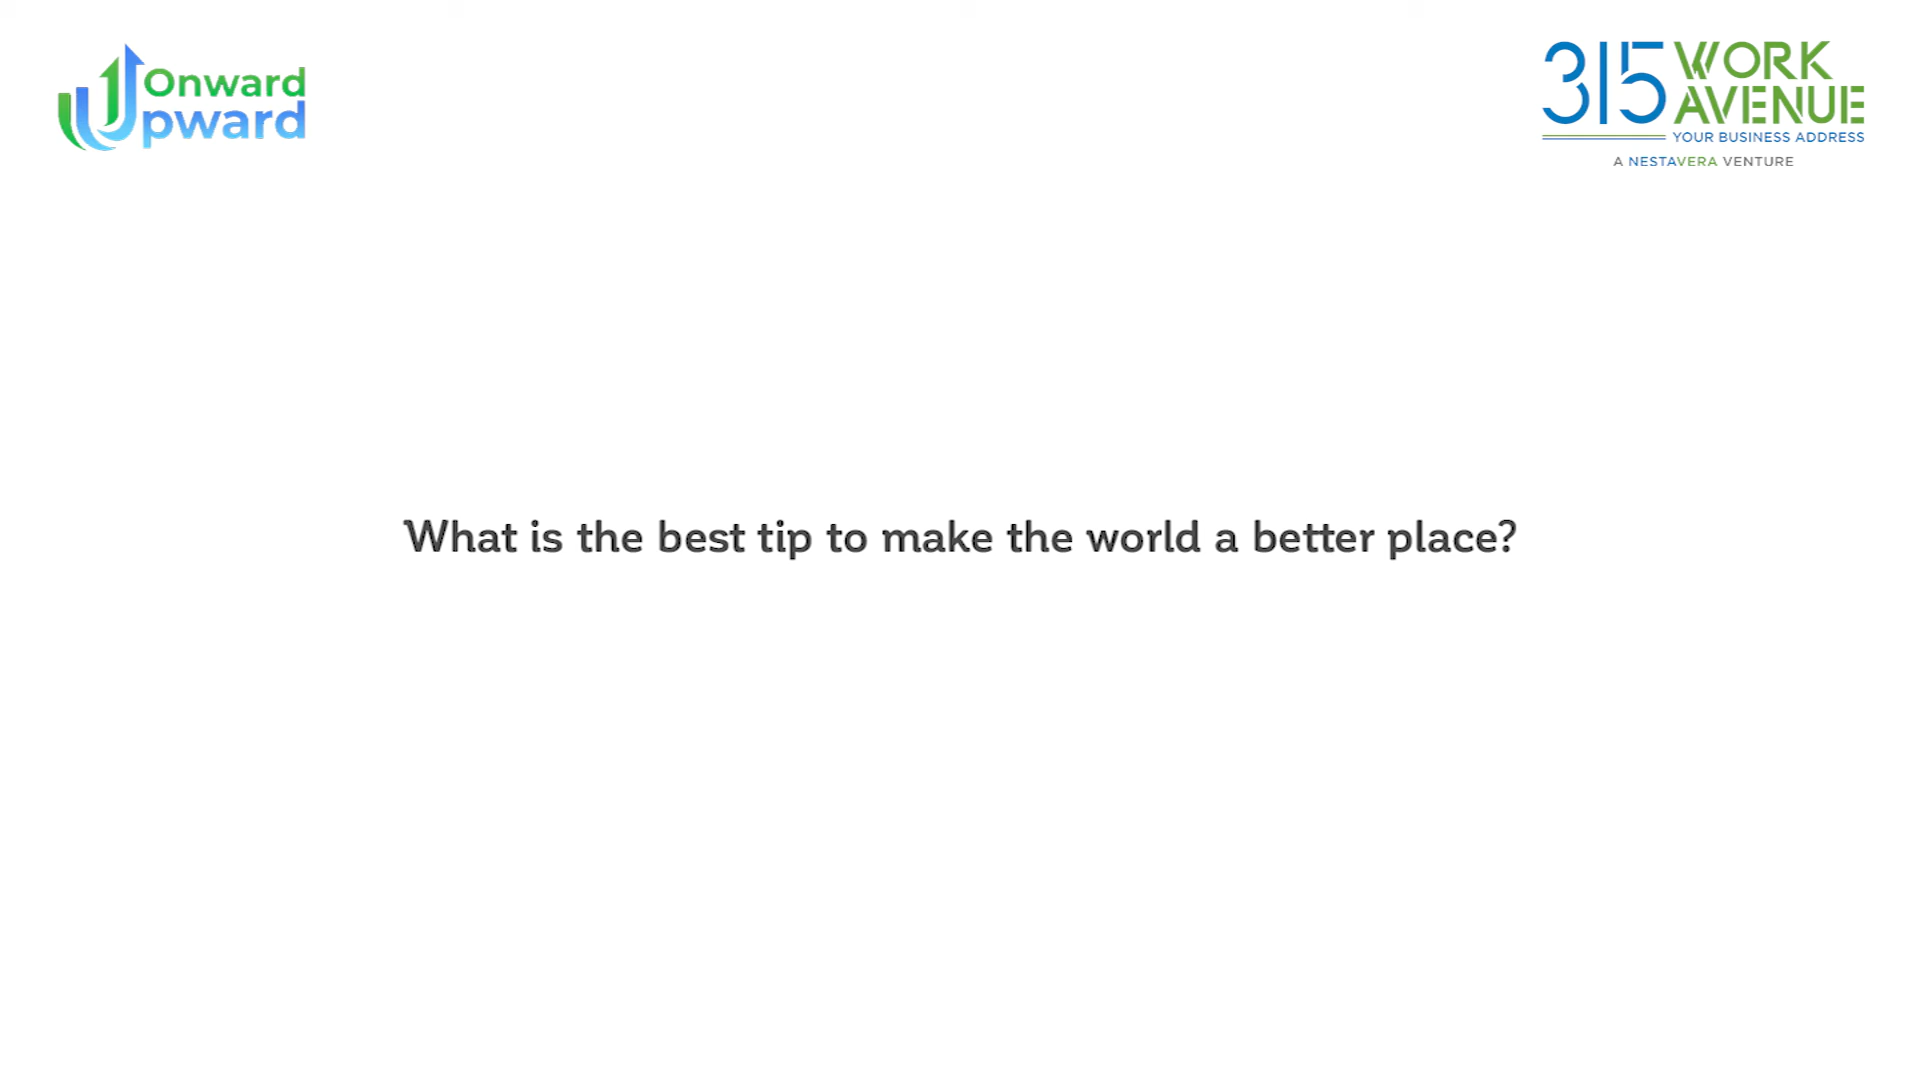 Onward
Upward
315 WORK
AVENUE
YOUR BUSINESS ADDRESS
A NESTAVERA VENTURE
What is the best tip to make the world a better place?